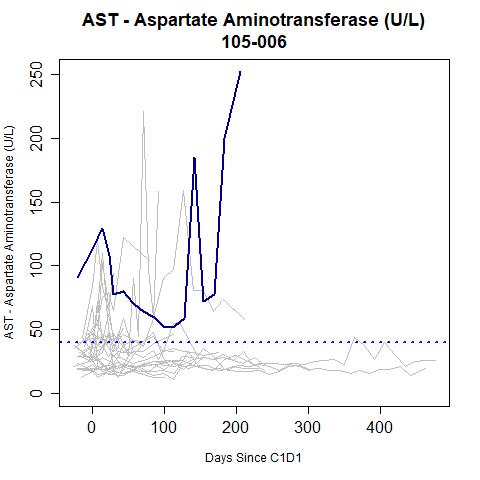 AST - Aspartate Aminotransferase (U/L)
105-006
AST - Aspartate Aminotransferase (U/L)
250
200
150
100
50
0
0 100 200 300 400
Days Since C1D1